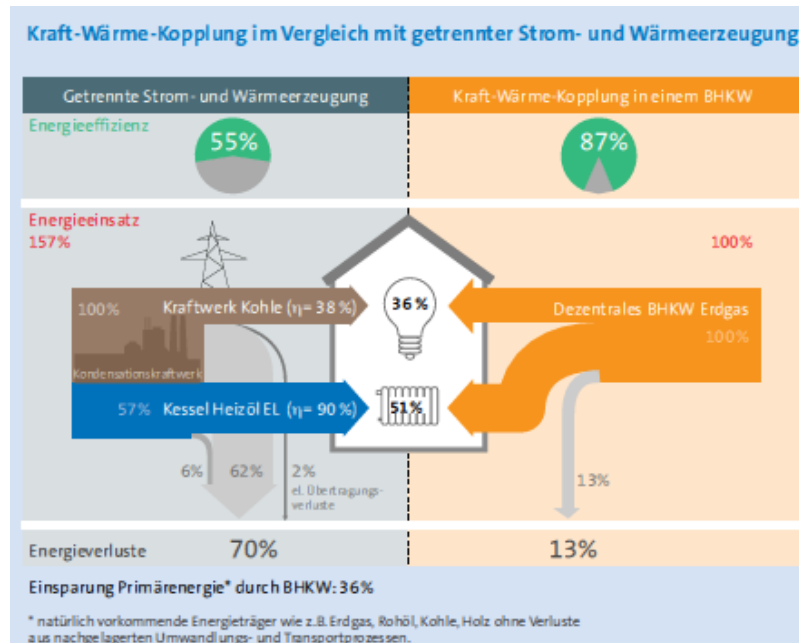 Kraft-Wärme-Kopplung im Vergleich mit getrennter Strom- und Wärmeerzeugung
Getrennte Strom- und Wärmeerzeugung
Kraft-Wärme-Kopplung in einem BHKW
Energieeffizienz
55%
87%
Energieeinsatz
157%
100%
100%
Kraftwerk Kohle (η= 38 %)
36 %
Dezentrales BHKW Erdgas
100%
Kondensationskraftwerk
57%
Kessel Heizöl EL (η= 90 %)
51%
6%
62%
2%
el. Übertragungs-
verluste
13%
Energieverluste
70%
13%
Einsparung Primärenergie* durch BHKW: 36%
* natürlich vorkommende Energieträger wie z.B. Erdgas, Rohöl, Kohle, Holz ohne Verluste
aus nachgelagerten Umwandlungs- und Transportprozessen.